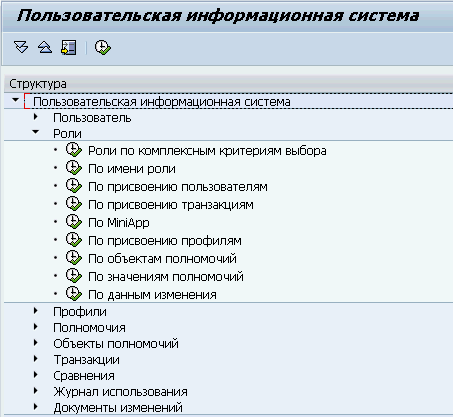 Пользовательская информационная система
Структура
Пользовательская информационная система
Пользователь
Роли
Роли по комплексным критериям выбора
По имени роли
По присвоению пользователям
По присвоению транзакциям
По MiniApp
По присвоению профилям
По объектам полномочий
По значениям полномочий
По данным изменения
Профили
Полномочия
Объекты полномочий
Транзакции
Сравнения
Журнал использования
Документы изменений